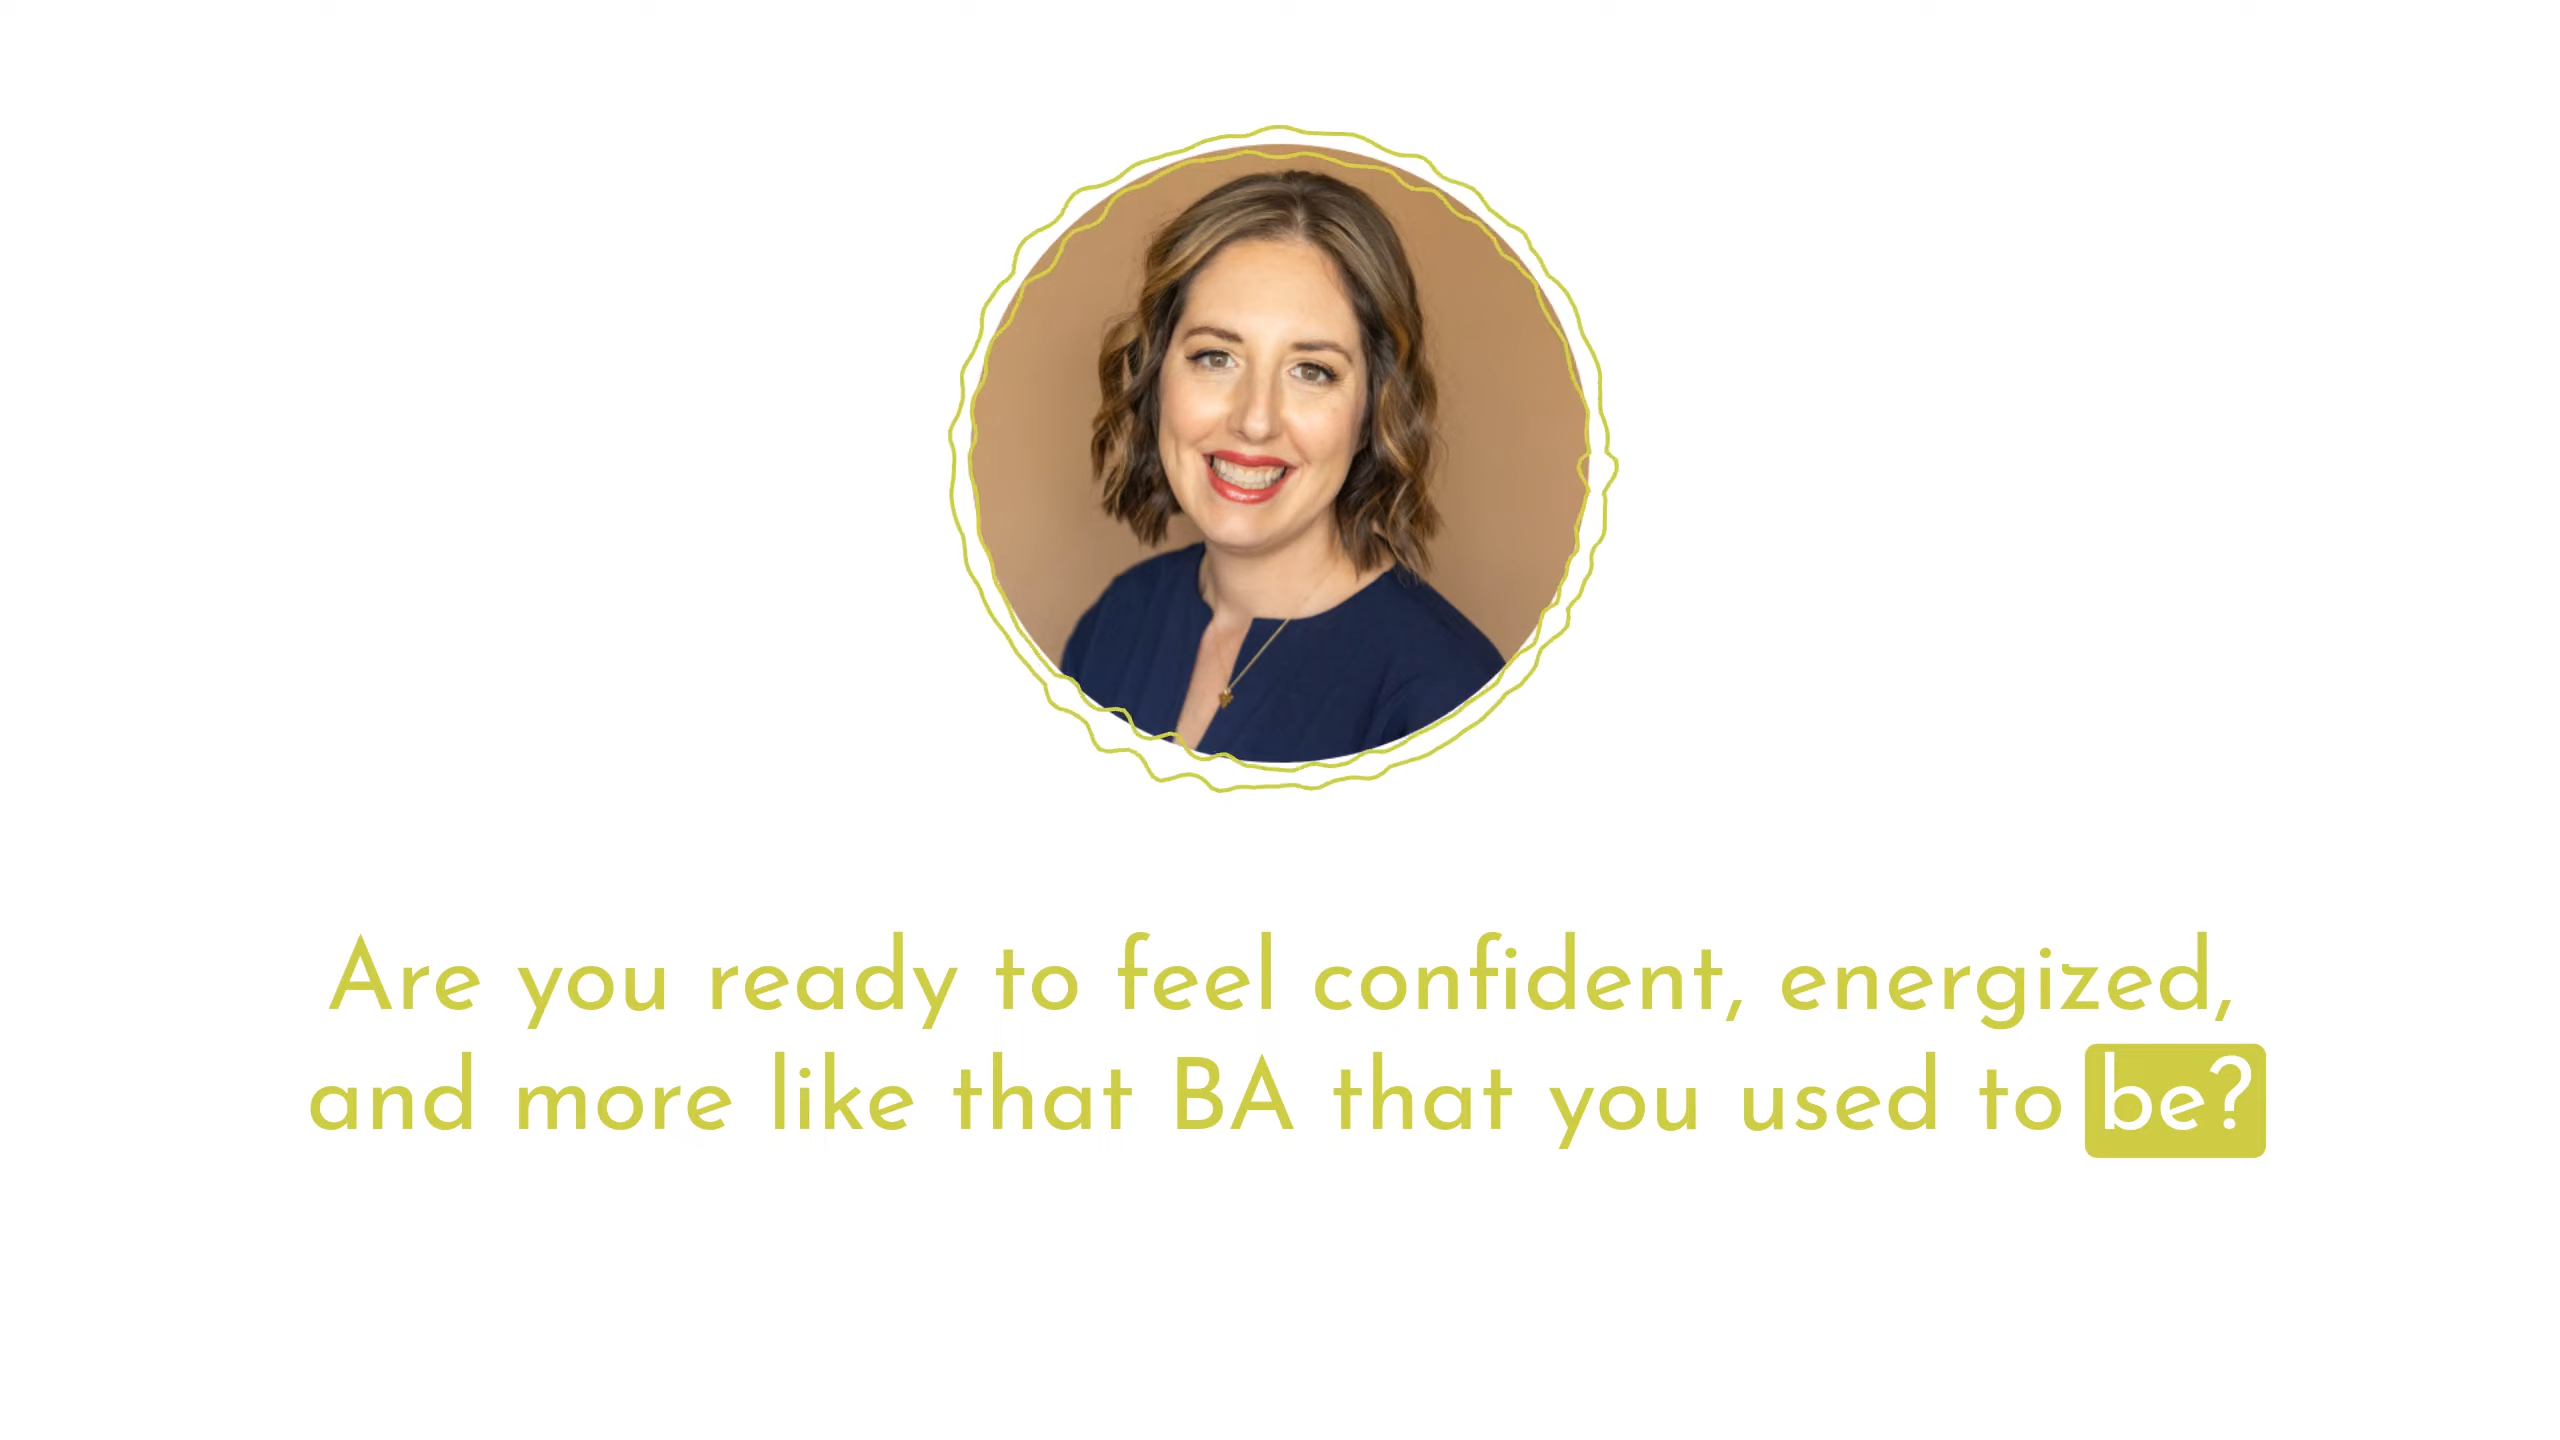 Are you ready to feel confident, energized,
and more like that BA that you used to be?